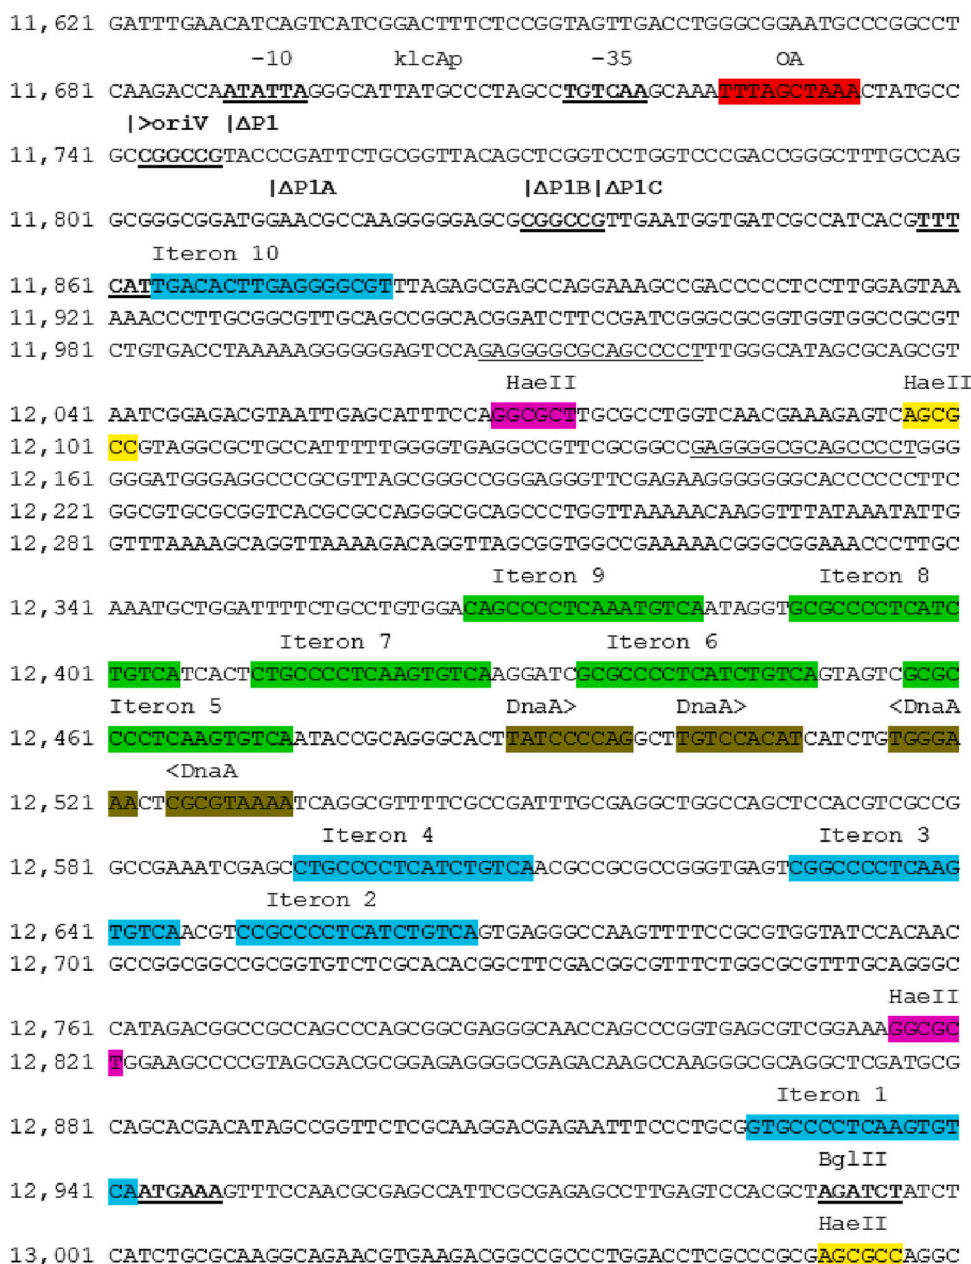 11,621 GATTTGAACATCAGTCATCGGACTTTCTCCGGTAGTTGACCTGGGCGGAATGCCCGGCCT
-10 klcAp -35 OA
11,681 CAAGACCAATATTAGGGCATTATGCCCTAGCCTGTCAAGCAAATTTAGCTAAACTATGCC
|>oriV |ΔP1
11,741 GCCGGCCGTACCCGATTCTGCGGTTACAGCTCGGTCCTGGTCCCGACCGGGCTTTGCCAG
|ΔP1A |ΔP1B|ΔP1C
11,801 GCGGGCGGATGGAACGCCAAGGGGGAGCGCGGCCGTTGAATGGTGATCGCCATCACGTTT
Iteron 10
11,861 CATTGACACTTGAGGGGCGTTTAGAGCGAGCCAGGAAAGCCGACCCCCTCCTTGGAGTAA
11,921 AAACCCTTGCGGCGTTGCAGCCGGCACGGATCTTCCGATCGGGCGCGGTGGTGGCCGCGT
11,981 CTGTGACCTAAAAAGGGGGGAGTCCAGAGGGGCGCAGCCCCTTTGGGCATAGCGCAGCGT
HaeII HaeII
12,041 AATCGGAGACGTAATTGAGCATTTCCAGGCGCTTGCGCCTGGTCAACGAAAGAGTCAGCG
12,101 CCGTAGGCGCTGCCATTTTTGGGGTGAGGCCGTTCGCGGCCGAGGGGCGCAGCCCCTGGG
12,161 GGGATGGGAGGCCCGCGTTAGCGGGCCGGGAGGGTTCGAGAAGGGGGGGCACCCCCCTTC
12,221 GGCGTGCGCGGTCACGCGCCAGGGCGCAGCCCTGGTTAAAAACAAGGTTTATAAATATTG
12,281 GTTTAAAAGCAGGTTAAAAGACAGGTTAGCGGTGGCCGAAAAACGGGCGGAAACCCTTGC
Iteron 9 Iteron 8
12,341 AAATGCTGGATTTTCTGCCTGTGGACAGCCCCTCAAATGTCAATAGGTGCGCCCCTCATC
Iteron 7 Iteron 6
12,401 TGTCATCACTCTGCCCCTCAAGTGTCAAGGATCGCGCCCCTCATCTGTCAGTAGTCGCGC
Iteron 5 DnaA> DnaA> <DnaA
12,461 CCCTCAAGTGTCAATACCGCAGGGCACTTATCCCCAGGCTTGTCCACATCATCTGTGGGA
<DnaA
12,521 AACTCGCGTAAAATCAGGCGTTTTCGCCGATTTGCGAGGCTGGCCAGCTCCACGTCGCCG
Iteron 4 Iteron 3
12,581 GCCGAAATCGAGCCTGCCCCTCATCTGTCAACGCCGCGCCGGGTGAGTCGGCCCCTCAAG
Iteron 2
12,641 TGTCAACGTCCGCCCCTCATCTGTCAGTGAGGGCCAAGTTTTCCGCGTGGTATCCACAAC
12,701 GCCGGCGGCCGCGGTGTCTCGCACACGGCTTCGACGGCGTTTCTGGCGCGTTTGCAGGGC
HaeII
12,761 CATAGACGGCCGCCAGCCCAGCGGCGAGGGCAACCAGCCCGGTGAGCGTCGGAAAGGCGC
12,821 TGGAAGCCCCGTAGCGACGCGGAGAGGGGCGAGACAAGCCAAGGGCGCAGGCTCGATGCG
Iteron 1
12,881 CAGCACGACATAGCCGGTTCTCGCAAGGACGAGAATTTCCCTGCGGTGCCCCTCAAGTGT
BglII
12,941 CAATGAAAGTTTCCAACGCGAGCCATTCGCGAGAGCCTTGAGTCCACGCTAGATCTATCT
HaeII
13,001 CATCTGCGCAAGGCAGAACGTGAAGACGGCCGCCCTGGACCTCGCCCGCGAGCGCCAGGC